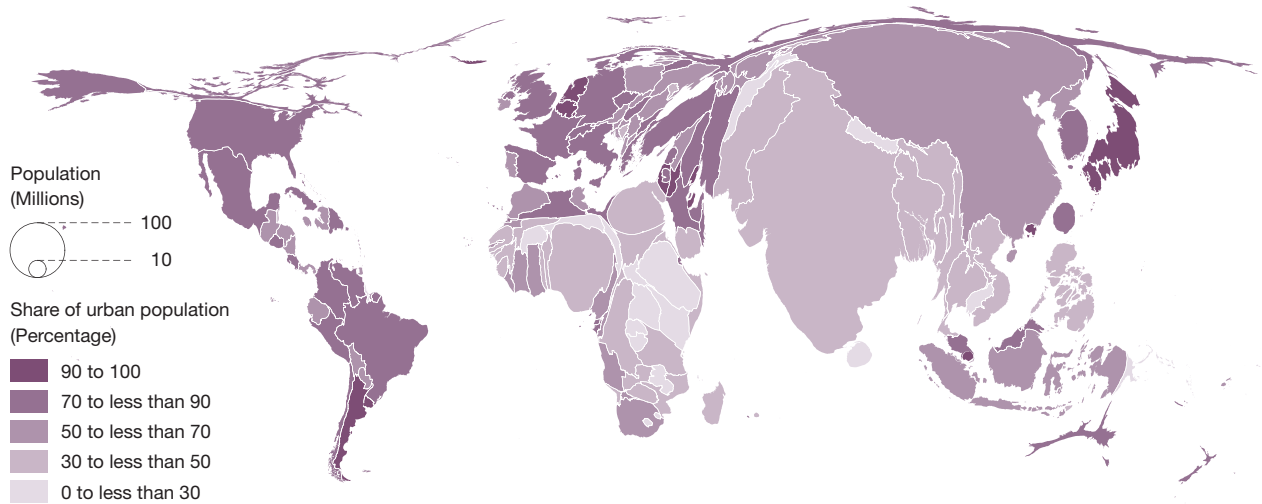 Population
(Millions)
100
10
Share of urban population
(Percentage)
90 to 100
70 to less than 90
50 to less than 70
30 to less than 50
0 to less than 30